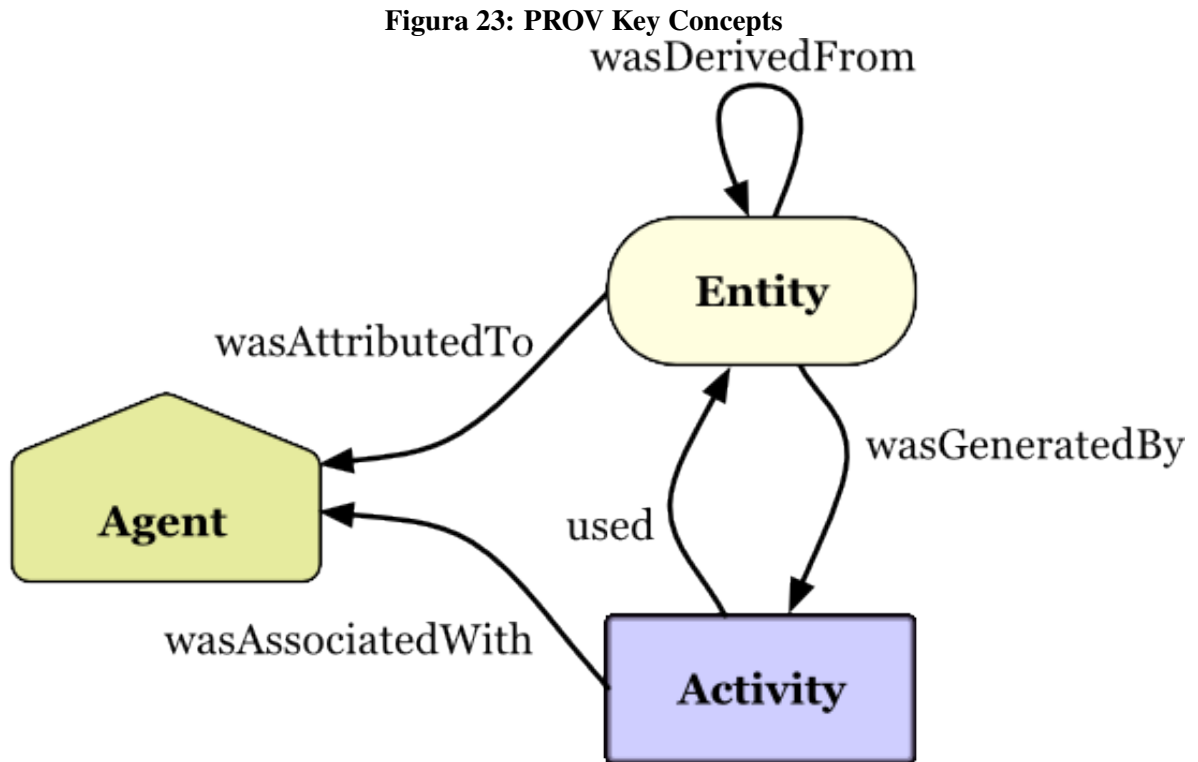 Figura 23: PROV Key Concepts
wasDerivedFrom
Entity
wasAttributedTo
wasGeneratedBy
Agent
used
wasAssociatedWith
Activity